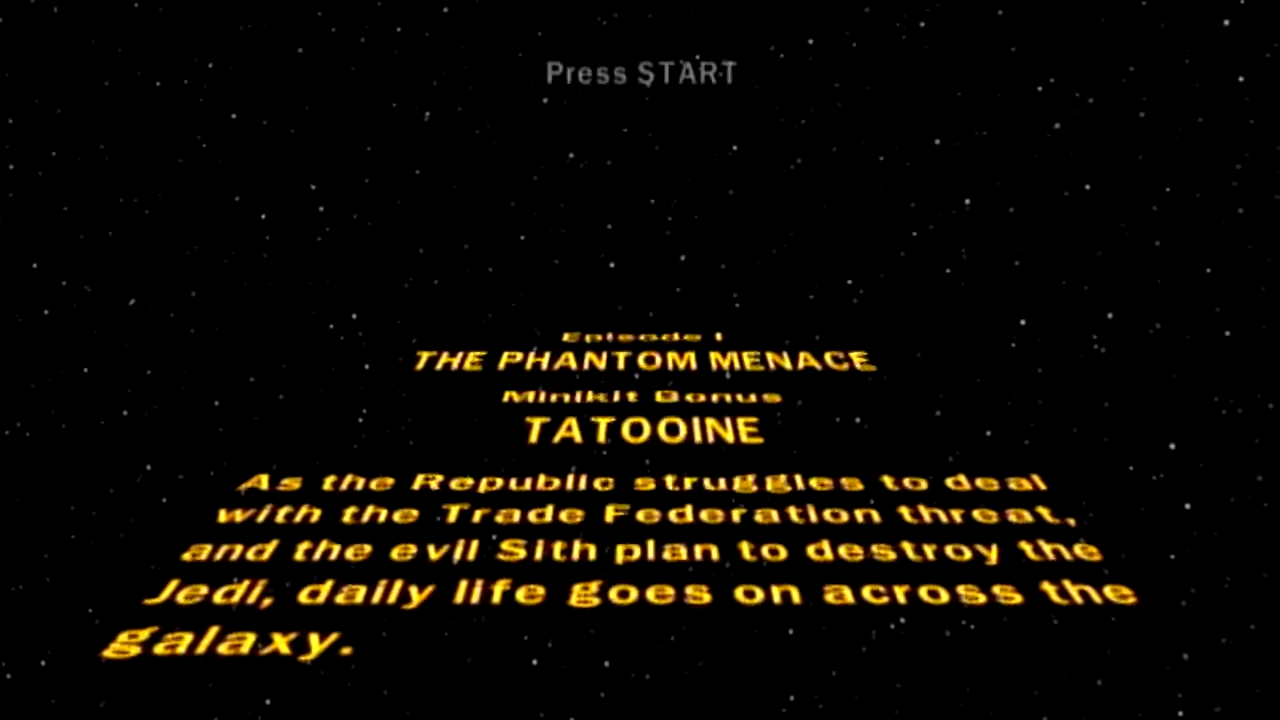 Press START
Episode I
THE PHANTOM MENACE
Minikit Bonus
TATOOINE
As the Republic struggles to deal
with the Trade Federation threat,
and the evil Sith plan to destroy the
Jedi, daily life goes on across the
galaxy.